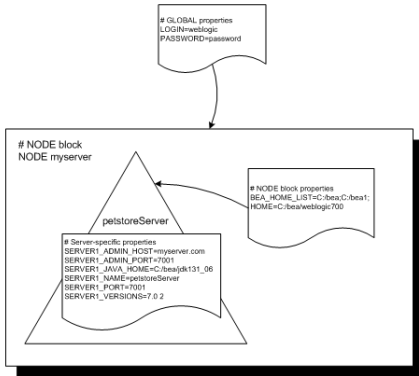 # GLOBAL properties
LOGIN=weblogic
PASSWORD=password
# NODE block
NODE myserver
# NODE block properties
BEA_HOME_LIST=C:/bea;C:/bea1;
HOME=C:/bea/weblogic700
petstoreServer
# Server-specific properties
SERVER1_ADMIN_HOST=myserver.com
SERVER1_ADMIN_PORT=7001
SERVER1_JAVA_HOME=C:/bea/jdk131_06
SERVER1_NAME=petstoreServer
SERVER1_PORT=7001
SERVER1_VERSIONS=7.0 2